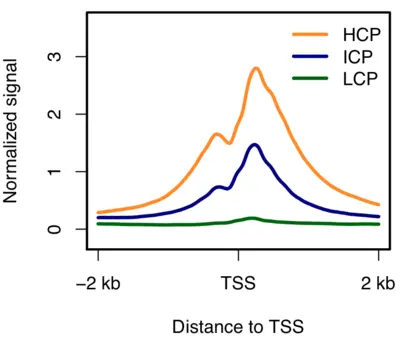 HCP
ICP
LCP
Normalized signal
3
2
1
0
−2 kb TSS 2 kb
Distance to TSS